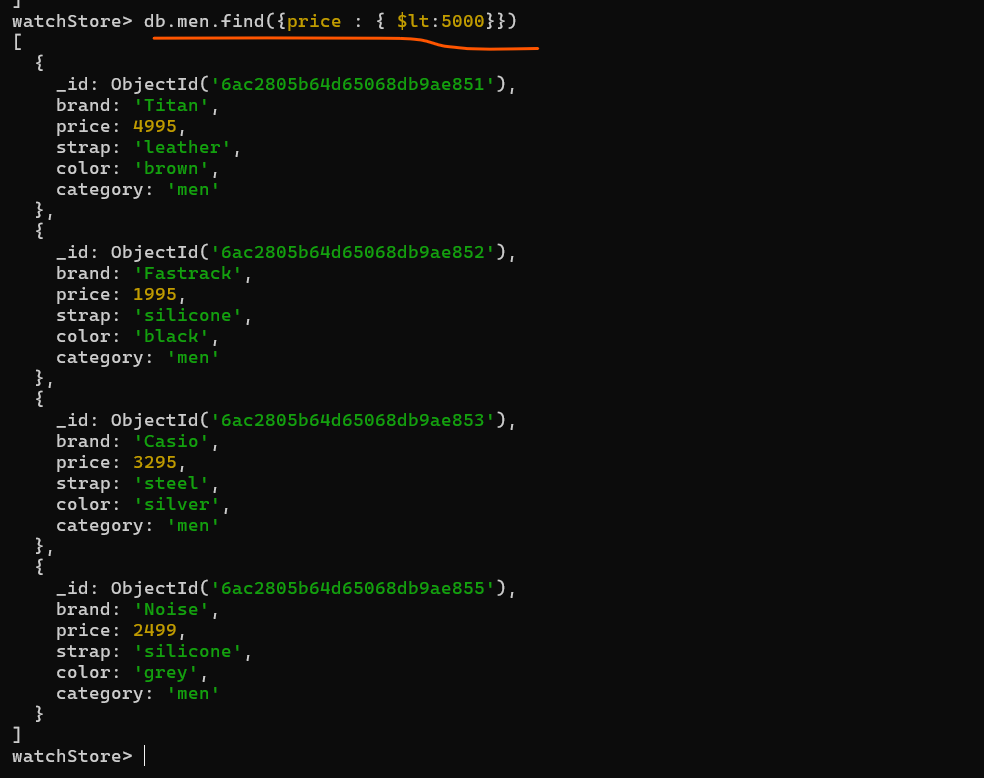 ]
watchStore> db.men.find({price : { $lt:5000}})
[
  {
    _id: ObjectId('6ac2805b64d65068db9ae851'),
    brand: 'Titan',
    price: 4995,
    strap: 'leather',
    color: 'brown',
    category: 'men'
  },
  {
    _id: ObjectId('6ac2805b64d65068db9ae852'),
    brand: 'Fastrack',
    price: 1995,
    strap: 'silicone',
    color: 'black',
    category: 'men'
  },
  {
    _id: ObjectId('6ac2805b64d65068db9ae853'),
    brand: 'Casio',
    price: 3295,
    strap: 'steel',
    color: 'silver',
    category: 'men'
  },
  {
    _id: ObjectId('6ac2805b64d65068db9ae855'),
    brand: 'Noise',
    price: 2499,
    strap: 'silicone',
    color: 'grey',
    category: 'men'
  }
]
watchStore>